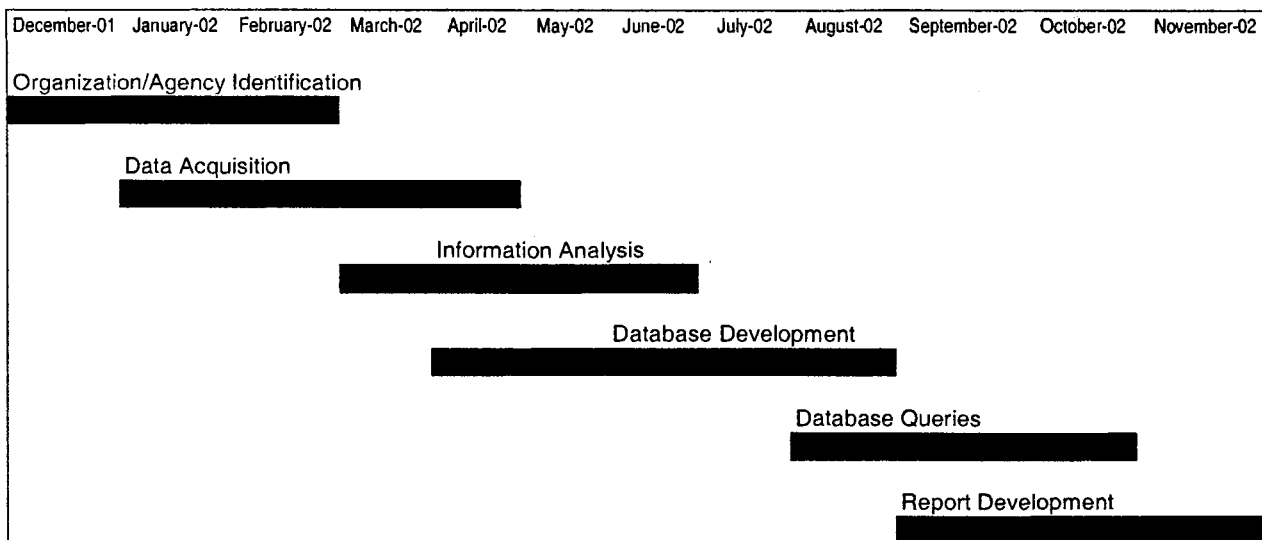 December-01 January-02 February-02 March-02 April-02 May-02 June-02 July-02 August-02 September-02 October-02 November-02
Organization/Agency Identification
Data Acquisition
Information Analysis
Database Development
Database Queries
Report Development